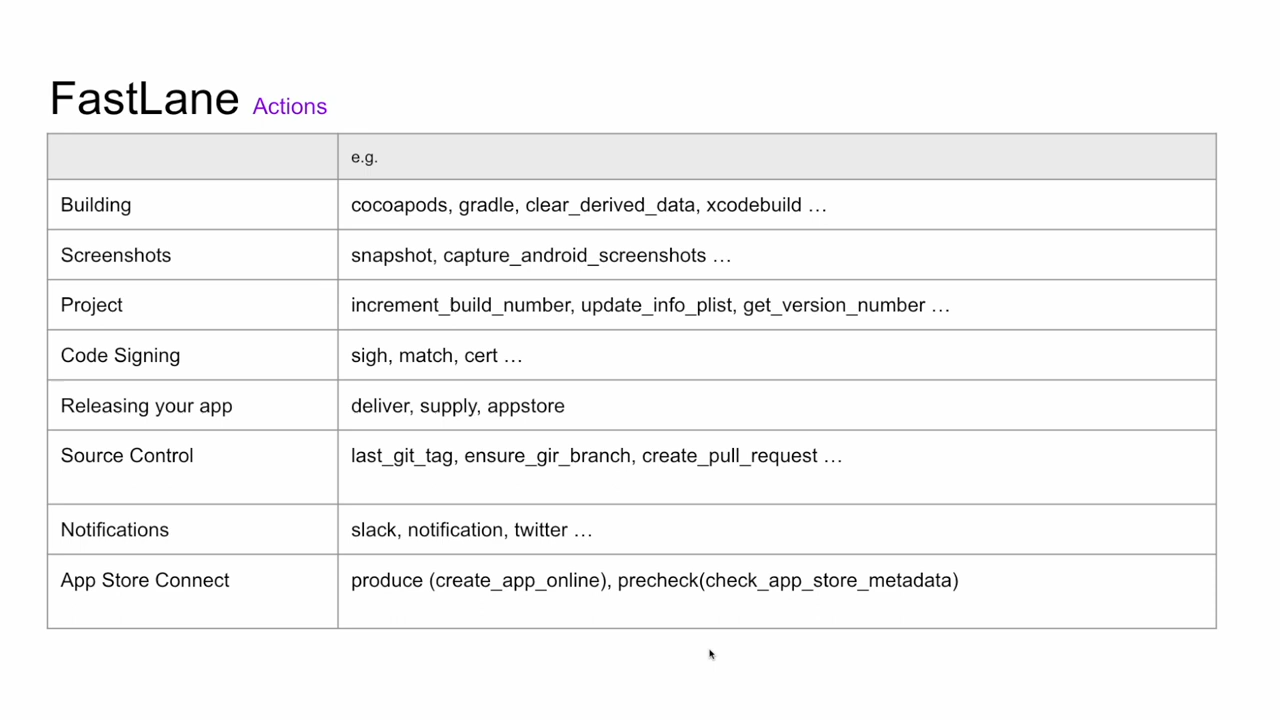 FastLane Actions
e.g.
Building cocoapods, gradle, clear_derived_data, xcodebuild …
Screenshots snapshot, capture_android_screenshots …
Project increment_build_number, update_info_plist, get_version_number …
Code Signing sigh, match, cert …
Releasing your app deliver, supply, appstore
Source Control last_git_tag, ensure_gir_branch, create_pull_request …
Notifications slack, notification, twitter …
App Store Connect produce (create_app_online), precheck(check_app_store_metadata)